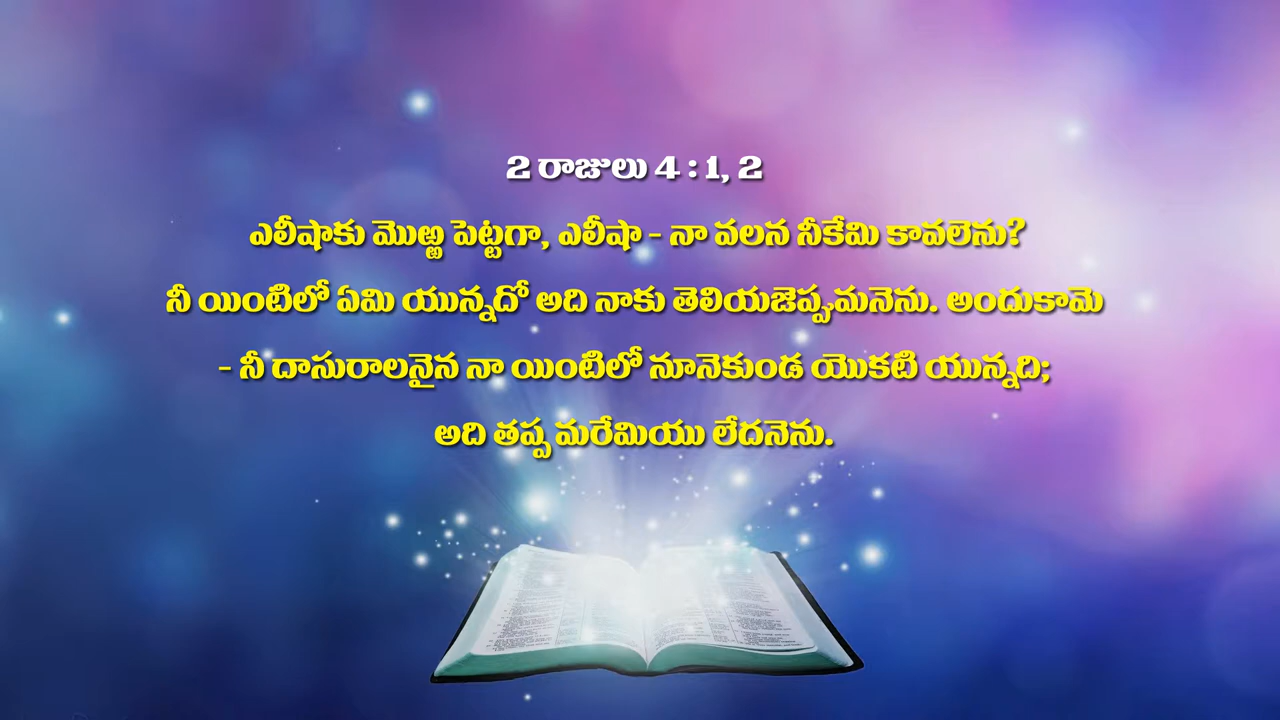 2 రాజులు 4 : 1, 2
ఎలీషాకు మొఱ్ఱ పెట్టగా, ఎలీషా - నా వలన నీకేమి కావలెను?
నీ యింటిలో ఏమి యున్నదో అది నాకు తెలియజెప్పుమనెను. అందుకామె
- నీ దాసురాలనైన నా యింటిలో నూనెకుండ యొకటి యున్నది;
అది తప్ప మరేమియు లేదనెను.